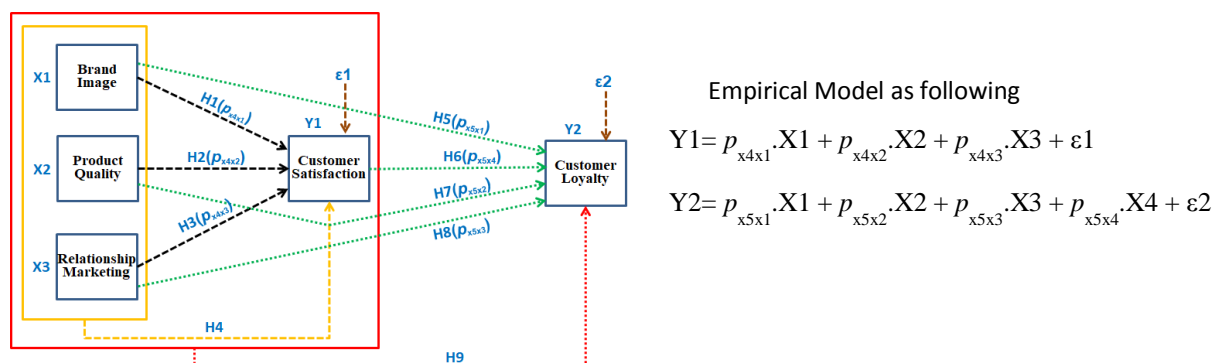 X1
Brand
Image
H1(px4x1)
ε1
Y1
H5(px5x1)
ε2
Y2
X2
Product
Quality
H2(px4x2)
Customer
Satisfaction
H6(px5x4)
Customer
Loyalty
H7(px5x2)
H3(px4x3)
H8(px5x3)
X3
Relationship
Marketing
H4
H9
Empirical Model as following
Y1= px4x1.X1 + px4x2.X2 + px4x3.X3 + ε1
Y2= px5x1.X1 + px5x2.X2 + px5x3.X3 + px5x4.X4 + ε2